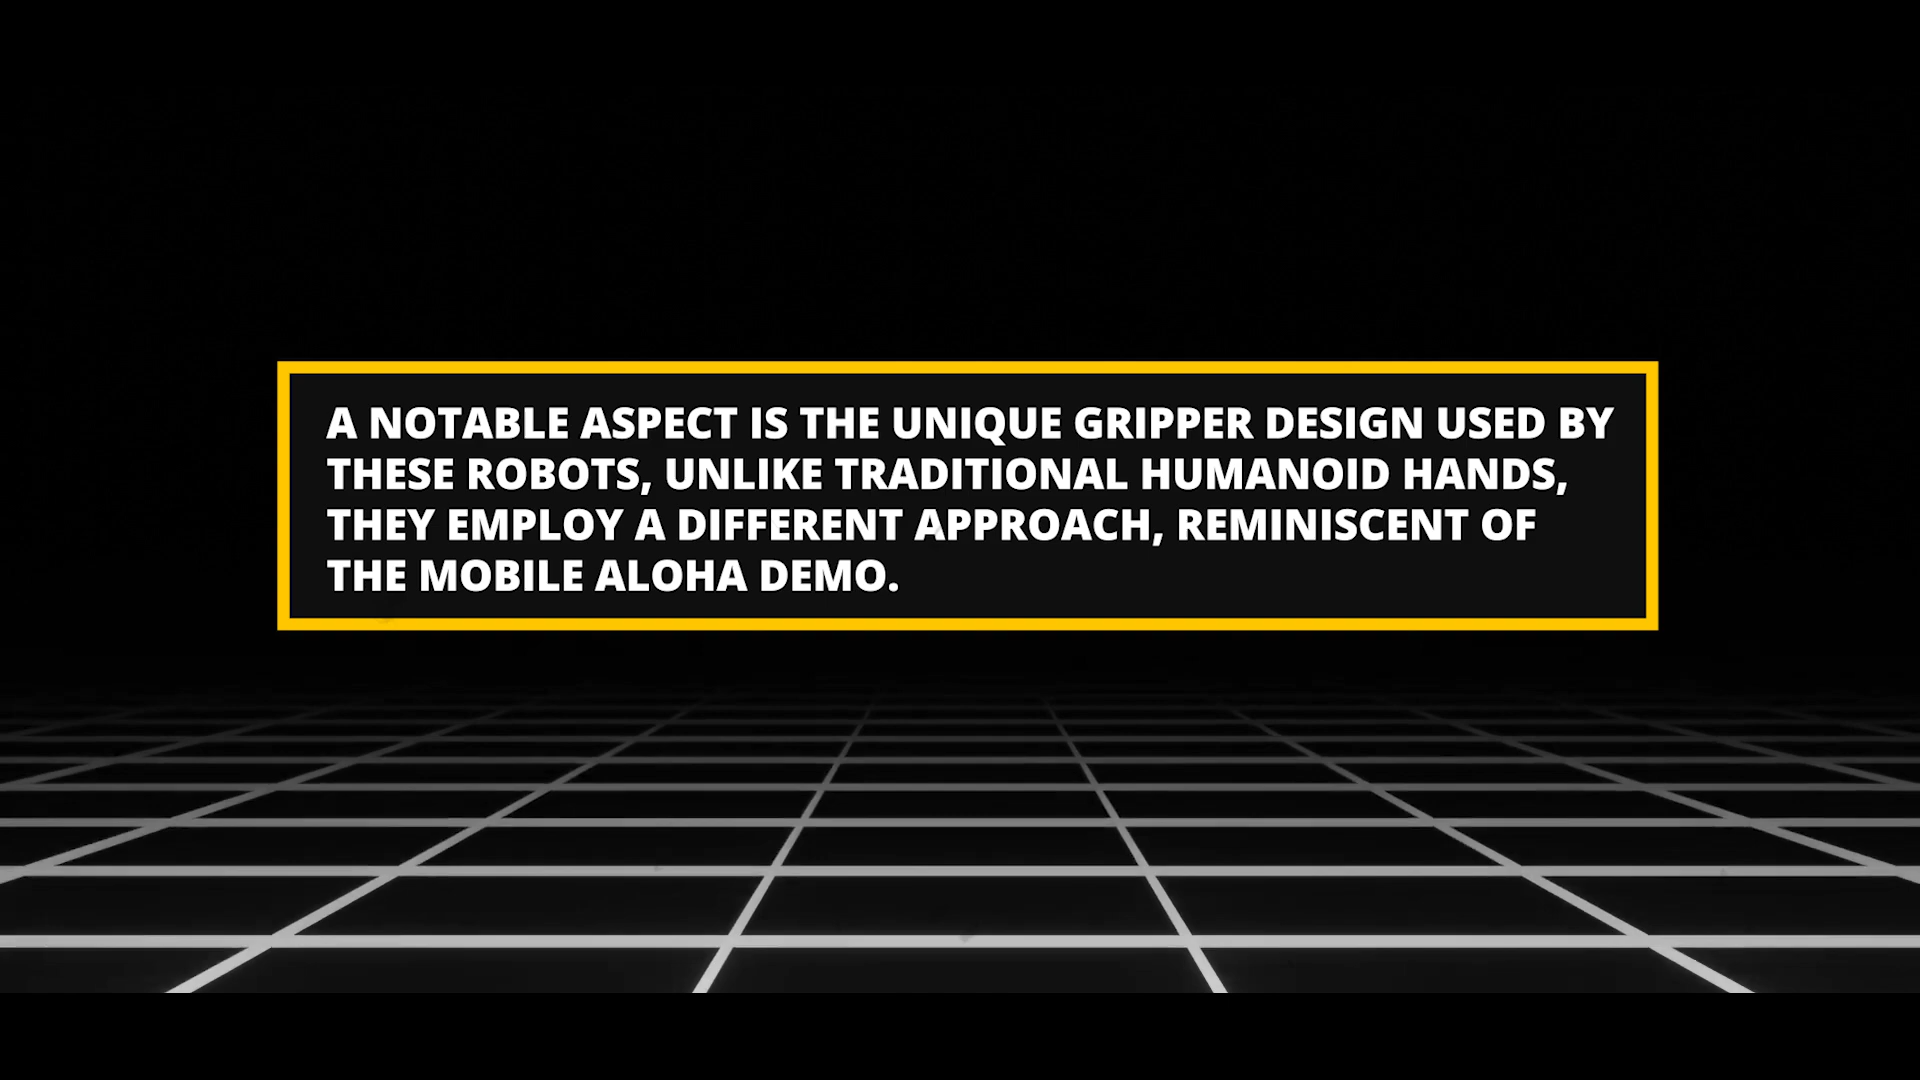 A NOTABLE ASPECT IS THE UNIQUE GRIPPER DESIGN USED BY
THESE ROBOTS, UNLIKE TRADITIONAL HUMANOID HANDS,
THEY EMPLOY A DIFFERENT APPROACH, REMINISCENT OF
THE MOBILE ALOHA DEMO.